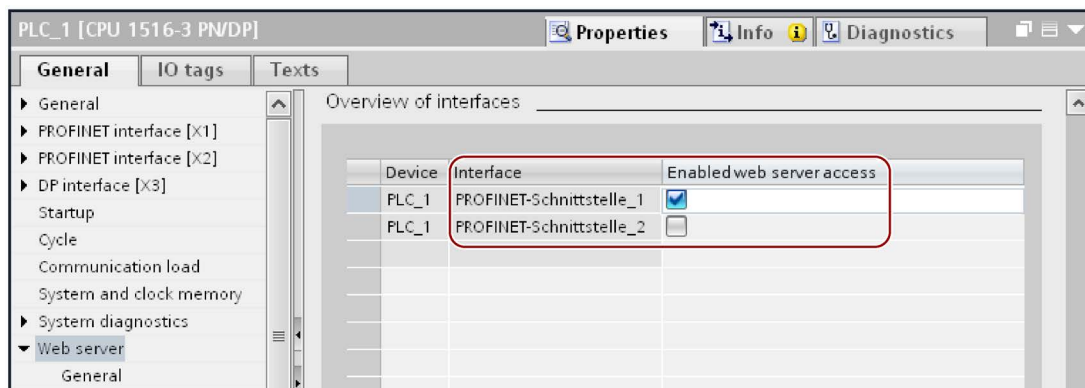 PLC_1 [CPU 1516-3 PN/DP]
Properties
Info
Diagnostics
General
IO tags
Texts
General
PROFINET interface [X1]
PROFINET interface [X2]
DP interface [X3]
Startup
Cycle
Communication load
System and clock memory
System diagnostics
Web server
General
Overview of interfaces
Device Interface Enabled web server access
PLC_1 PROFINET-Schnittstelle_1
PLC_1 PROFINET-Schnittstelle_2